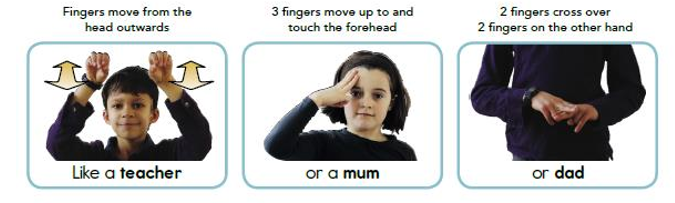 Fingers move from the
head outwards
Like a teacher
3 fingers move up to and
touch the forehead
or a mum
2 fingers cross over
2 fingers on the other hand
or dad